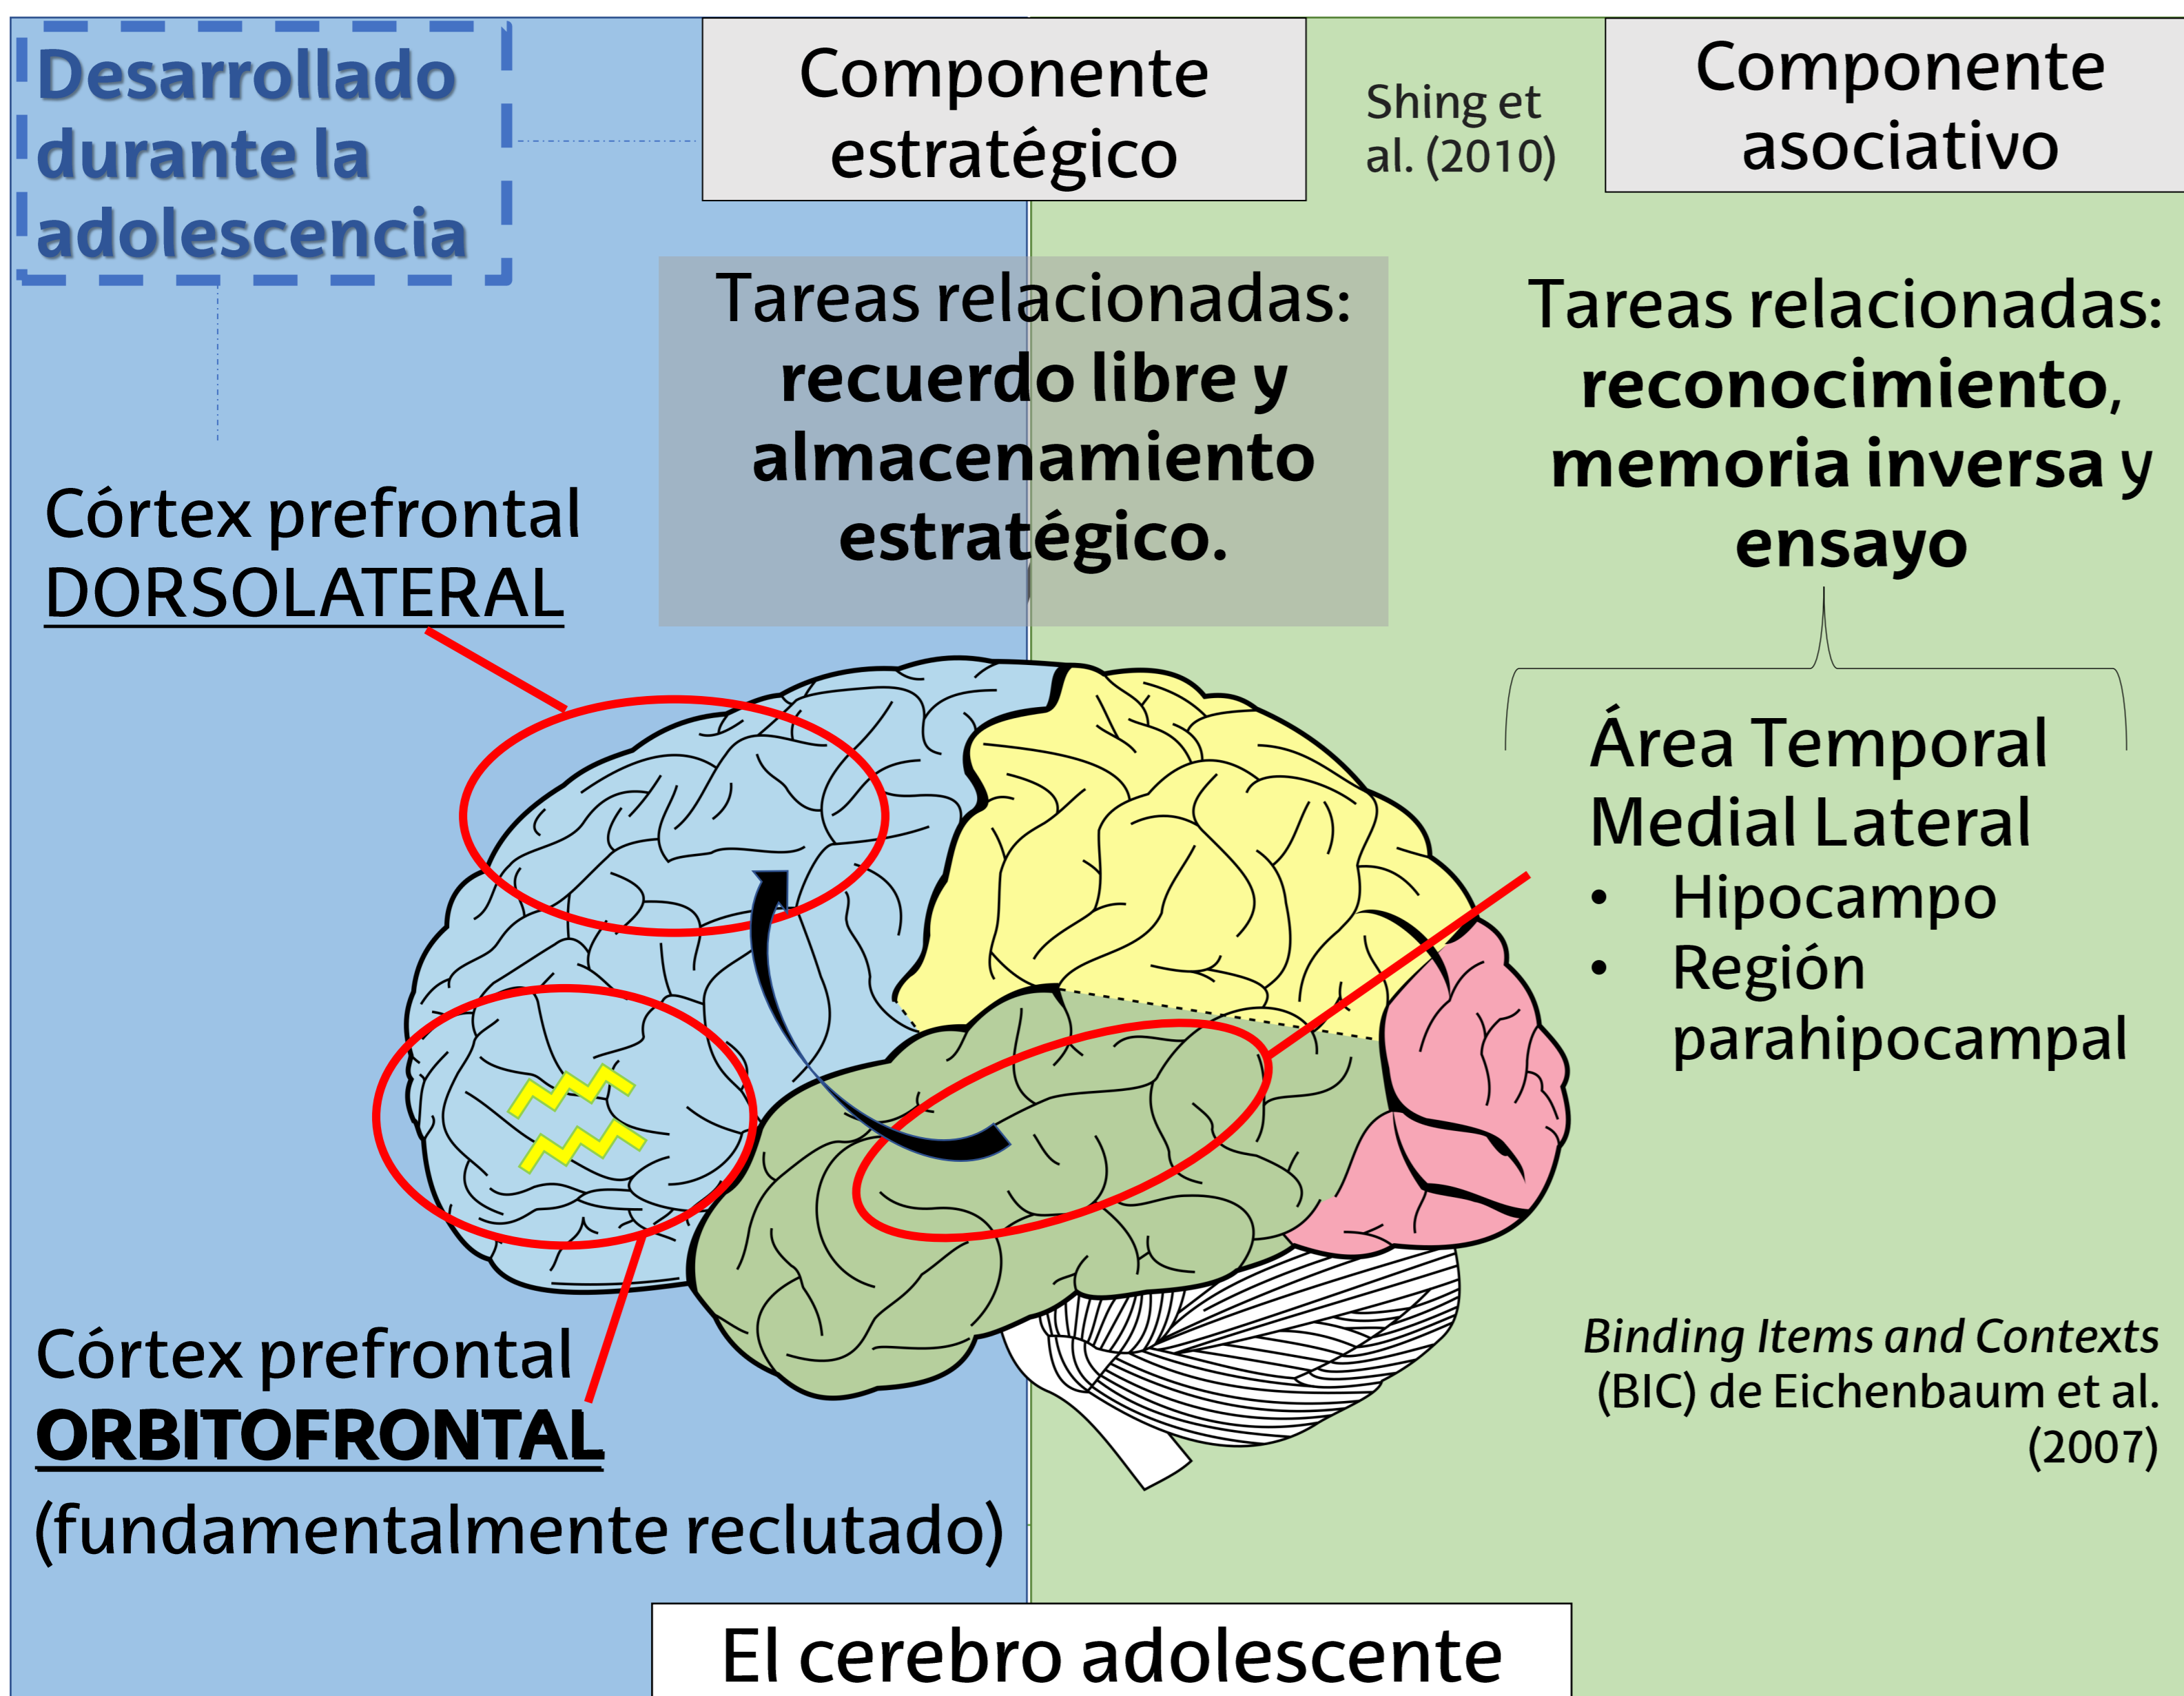 Desarrollado
durante la
adolescencia
Componente
estratégico
Shing et
al. (2010)
Componente
asociativo
Tareas relacionadas:
recuerdo libre y
almacenamiento
estratégico.
Tareas relacionadas:
reconocimiento,
memoria inversa y
ensayo
Córtex prefrontal
DORSOLATERAL
Área Temporal
Medial Lateral
• Hipocampo
• Región
parahipocampal
Córtex prefrontal
ORBITOFRONTAL
(fundamentalmente reclutado)
Binding Items and Contexts
(BIC) de Eichenbaum et al.
(2007)
El cerebro adolescente